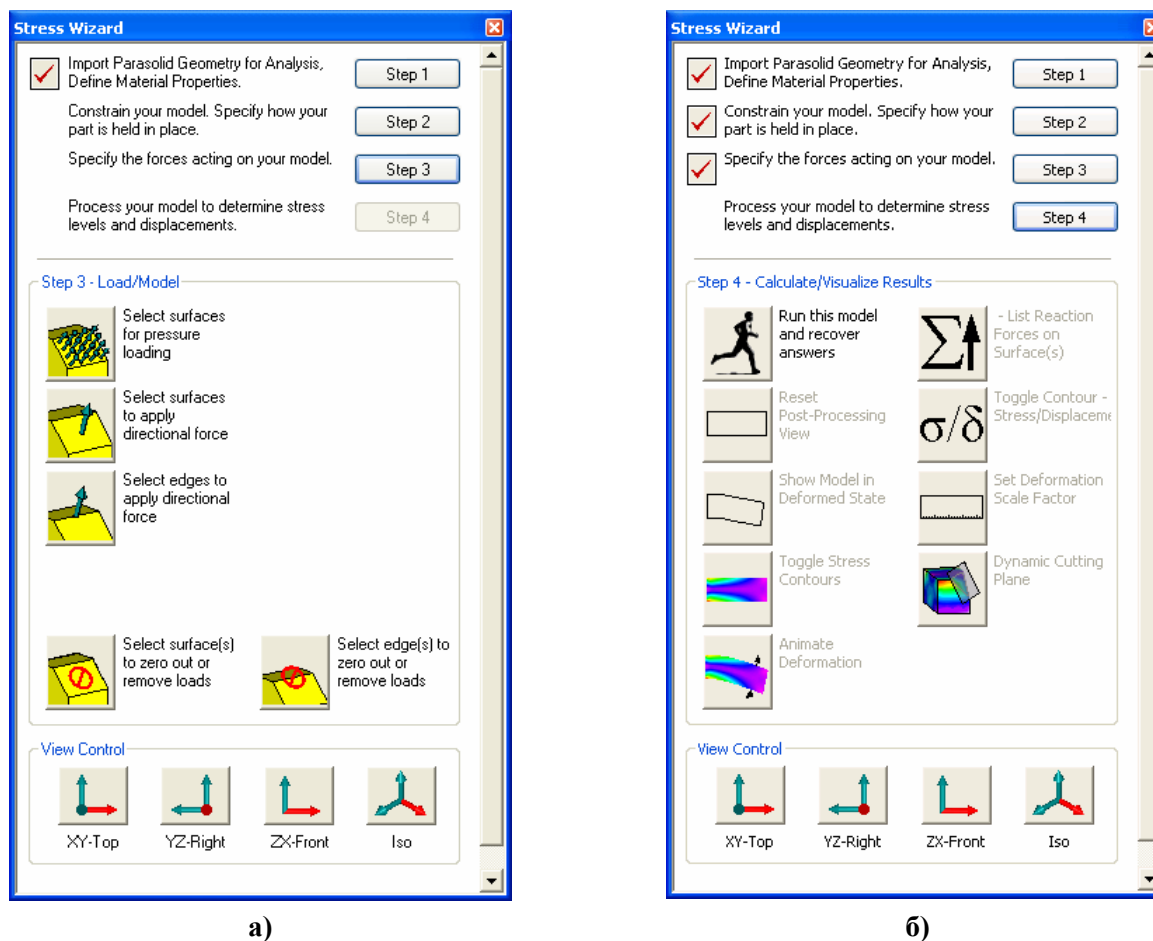 Stress Wizard
Import Parasolid Geometry for Analysis,
Define Material Properties.
Step 1
Constrain your model. Specify how your
part is held in place.
Step 2
Specify the forces acting on your model.
Step 3
Process your model to determine stress
levels and displacements.
Step 4
Step 3 - Load/Model
Select surfaces
for pressure
loading
Select surfaces
to apply
directional force
Select edges to
apply directional
force
Select surface(s)
to zero out or
remove loads
Select edge(s) to
zero out or
remove loads
View Control
XY-Top
YZ-Right
ZX-Front
Iso
а)
Stress Wizard
Import Parasolid Geometry for Analysis,
Define Material Properties.
Step 1
Constrain your model. Specify how your
part is held in place.
Step 2
Specify the forces acting on your model.
Step 3
Process your model to determine stress
levels and displacements.
Step 4
Step 4 - Calculate/Visualize Results
Run this model
and recover
answers
Σ
- List Reaction
Forces on
Surface(s)
Reset
Post-Processing
View
σ/δ
Toggle Contour -
Stress/Displaceme
Show Model in
Deformed State
Set Deformation
Scale Factor
Toggle Stress
Contours
Dynamic Cutting
Plane
Animate
Deformation
View Control
XY-Top
YZ-Right
ZX-Front
Iso
б)